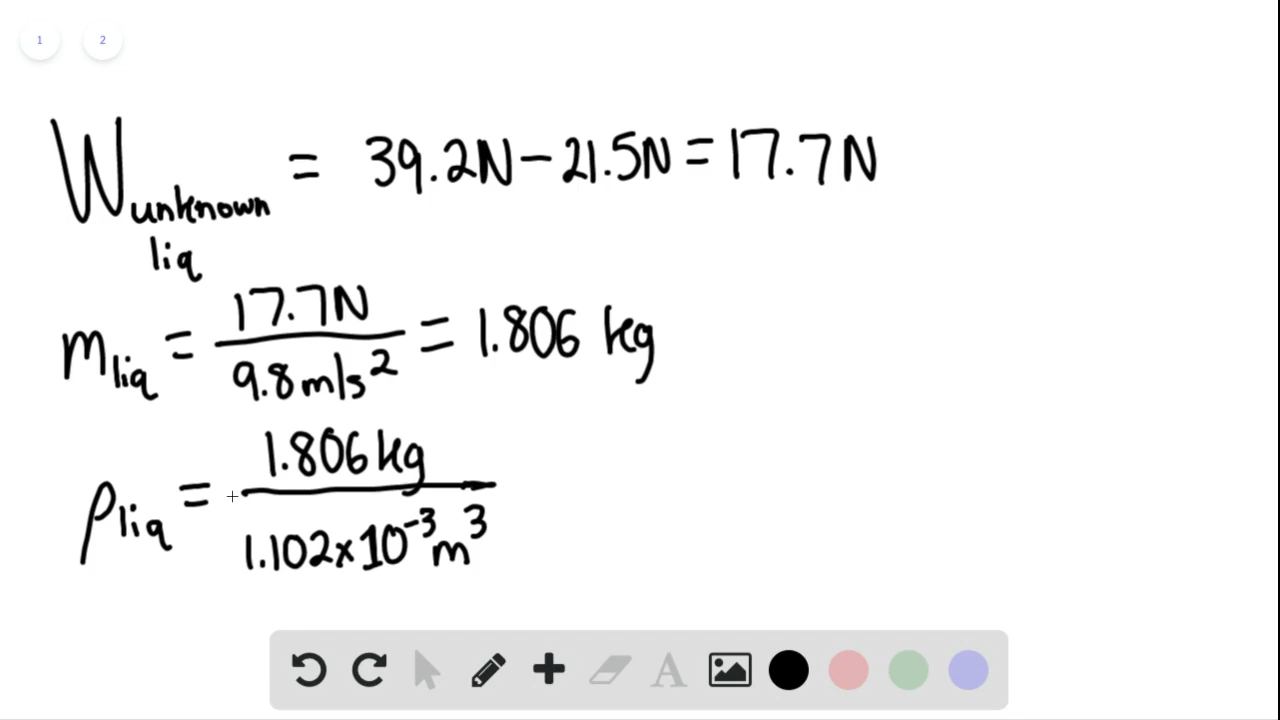 1 2
W unknown liq = 39.2N - 21.5N = 17.7N
m liq = 17.7N / 9.8 m/s² = 1.806 kg
ρ liq = 1.806 kg / 1.102 × 10⁻³ m³
A